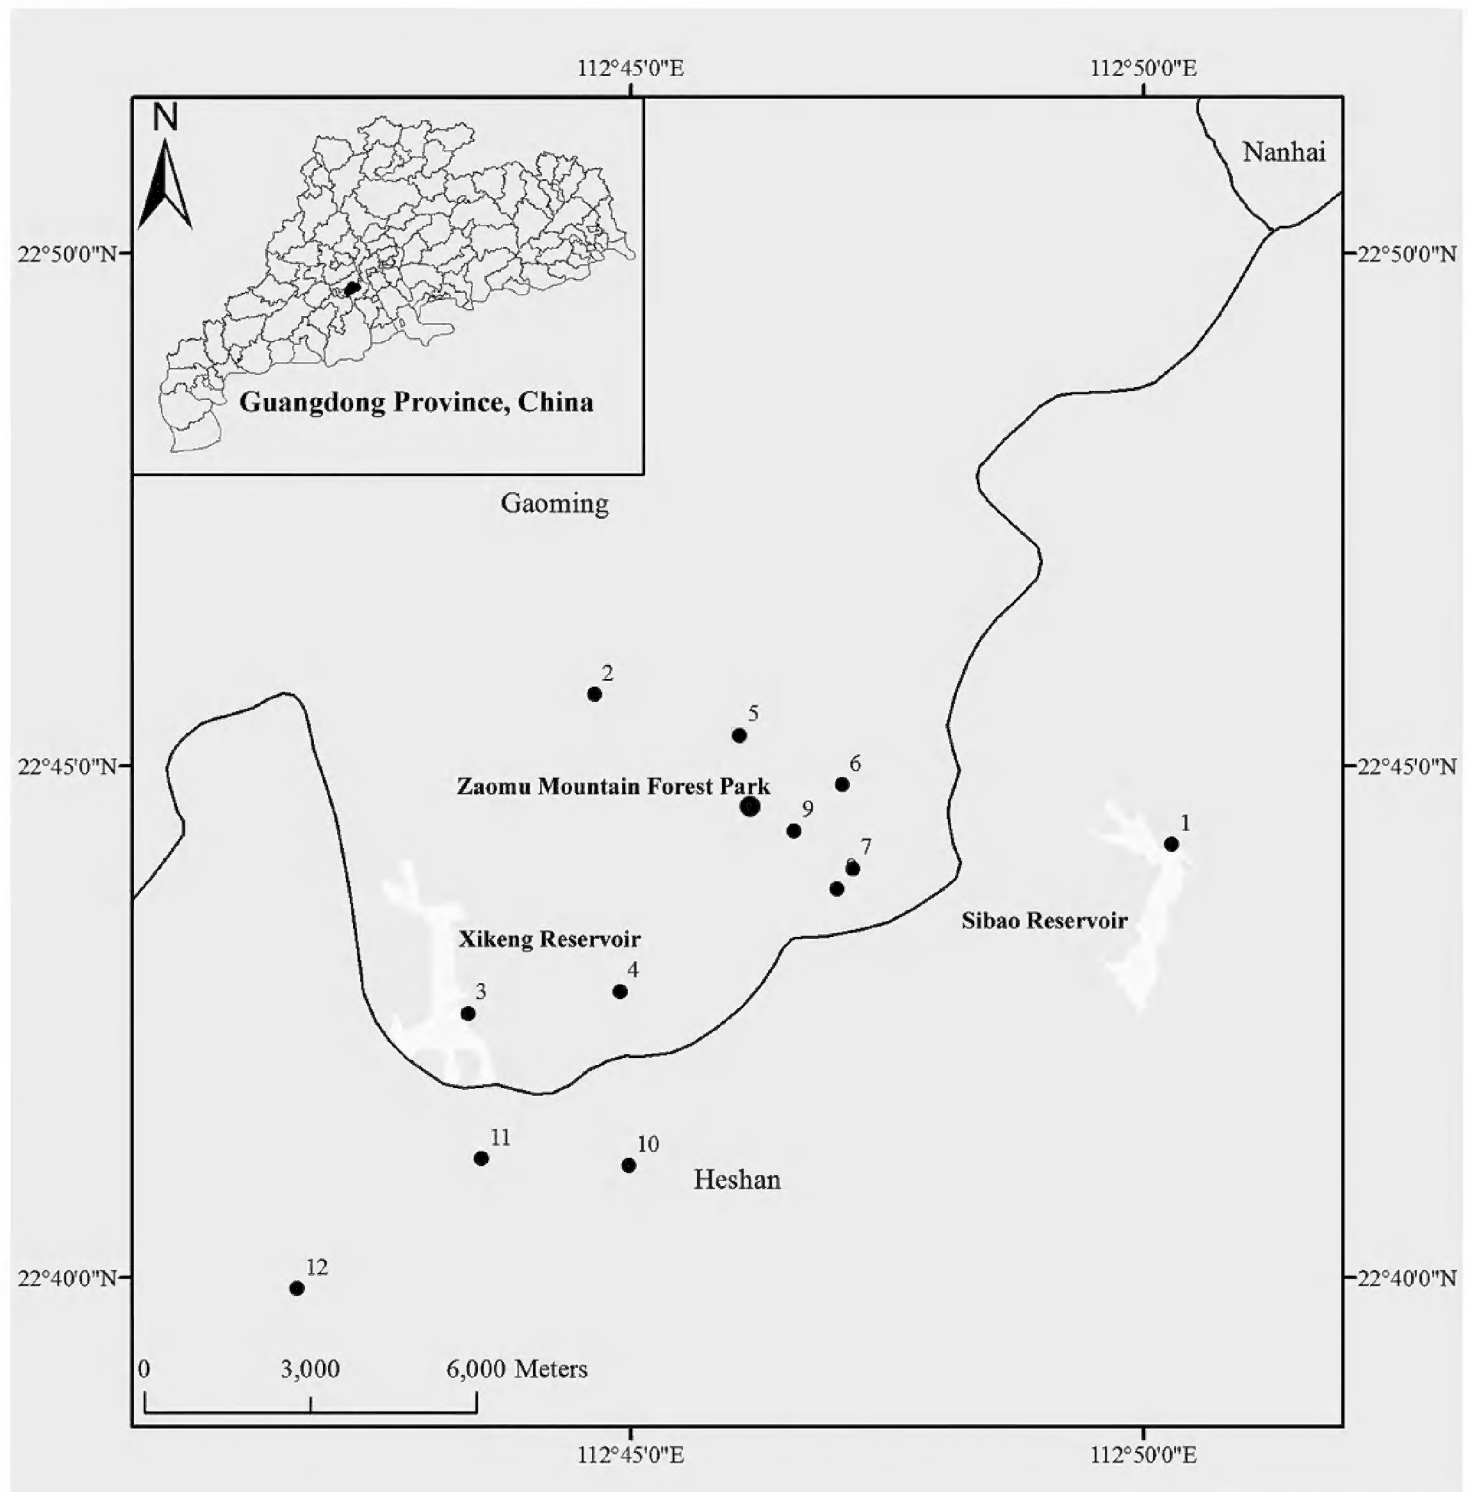 112°45'0"E 112°50'0"E
N
Nanhai
22°50'0"N 22°50'0"N
Guangdong Province, China
Gaoming
2
5
22°45'0"N 22°45'0"N
6
Zaomu Mountain Forest Park
9
1
7
Sibao Reservoir
Xikeng Reservoir
4
3
11
10
Heshan
12
22°40'0"N 22°40'0"N
0 3,000 6,000 Meters
112°45'0"E 112°50'0"E